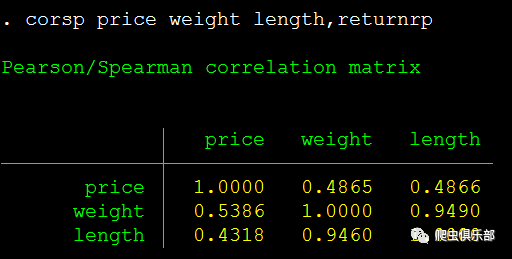 . corsp price weight length,returnrp
Pearson/Spearman correlation matrix
price weight length
price 1.0000 0.4865 0.4866
weight 0.5386 1.0000 0.9490
length 0.4318 0.9460
爬虫俱乐部